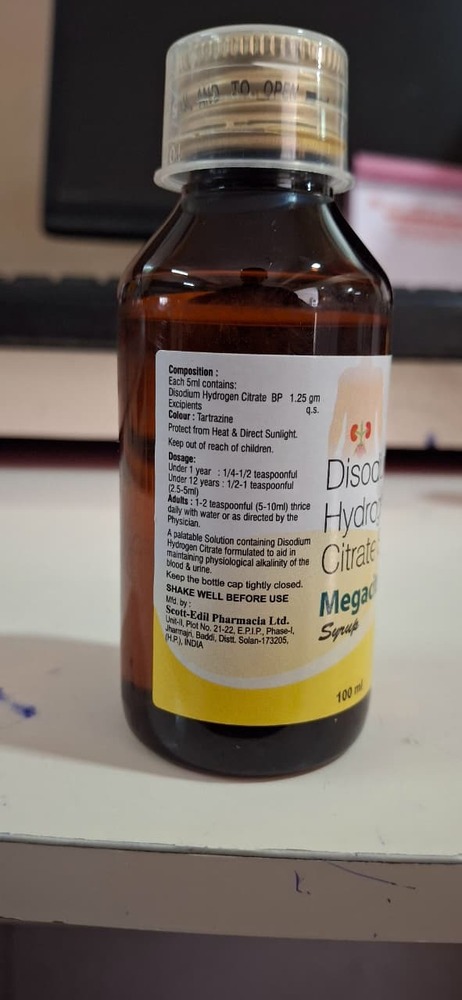 AND TO OPEN
Composition :
Each 5ml contains:
Disodium Hydrogen Citrate BP 1.25 gm
Excipients q.s.
Colour : Tartrazine
Protect from Heat & Direct Sunlight.
Keep out of reach of children.
Dosage:
Under 1 year : 1/4-1/2 teaspoonful
Under 12 years : 1/2-1 teaspoonful
(2.5-5ml)
Adults : 1-2 teaspoonful (5-10ml) thrice
daily with water or as directed by the
Physician.
A palatable Solution containing Disodium
Hydrogen Citrate formulated to aid in
maintaining physiological alkalinity of the
blood & urine.
Keep the bottle cap tightly closed.
SHAKE WELL BEFORE USE
Mfd. by :
Scott-Edil Pharmacia Ltd.
Unit-II, Plot No. 21-22, E.P.I.P., Phase-I,
Jharmajri, Baddi, Distt. Solan-173205,
(H.P.), INDIA
Disod
Hydrog
Citrate
Megaci
Syrup
100 ml